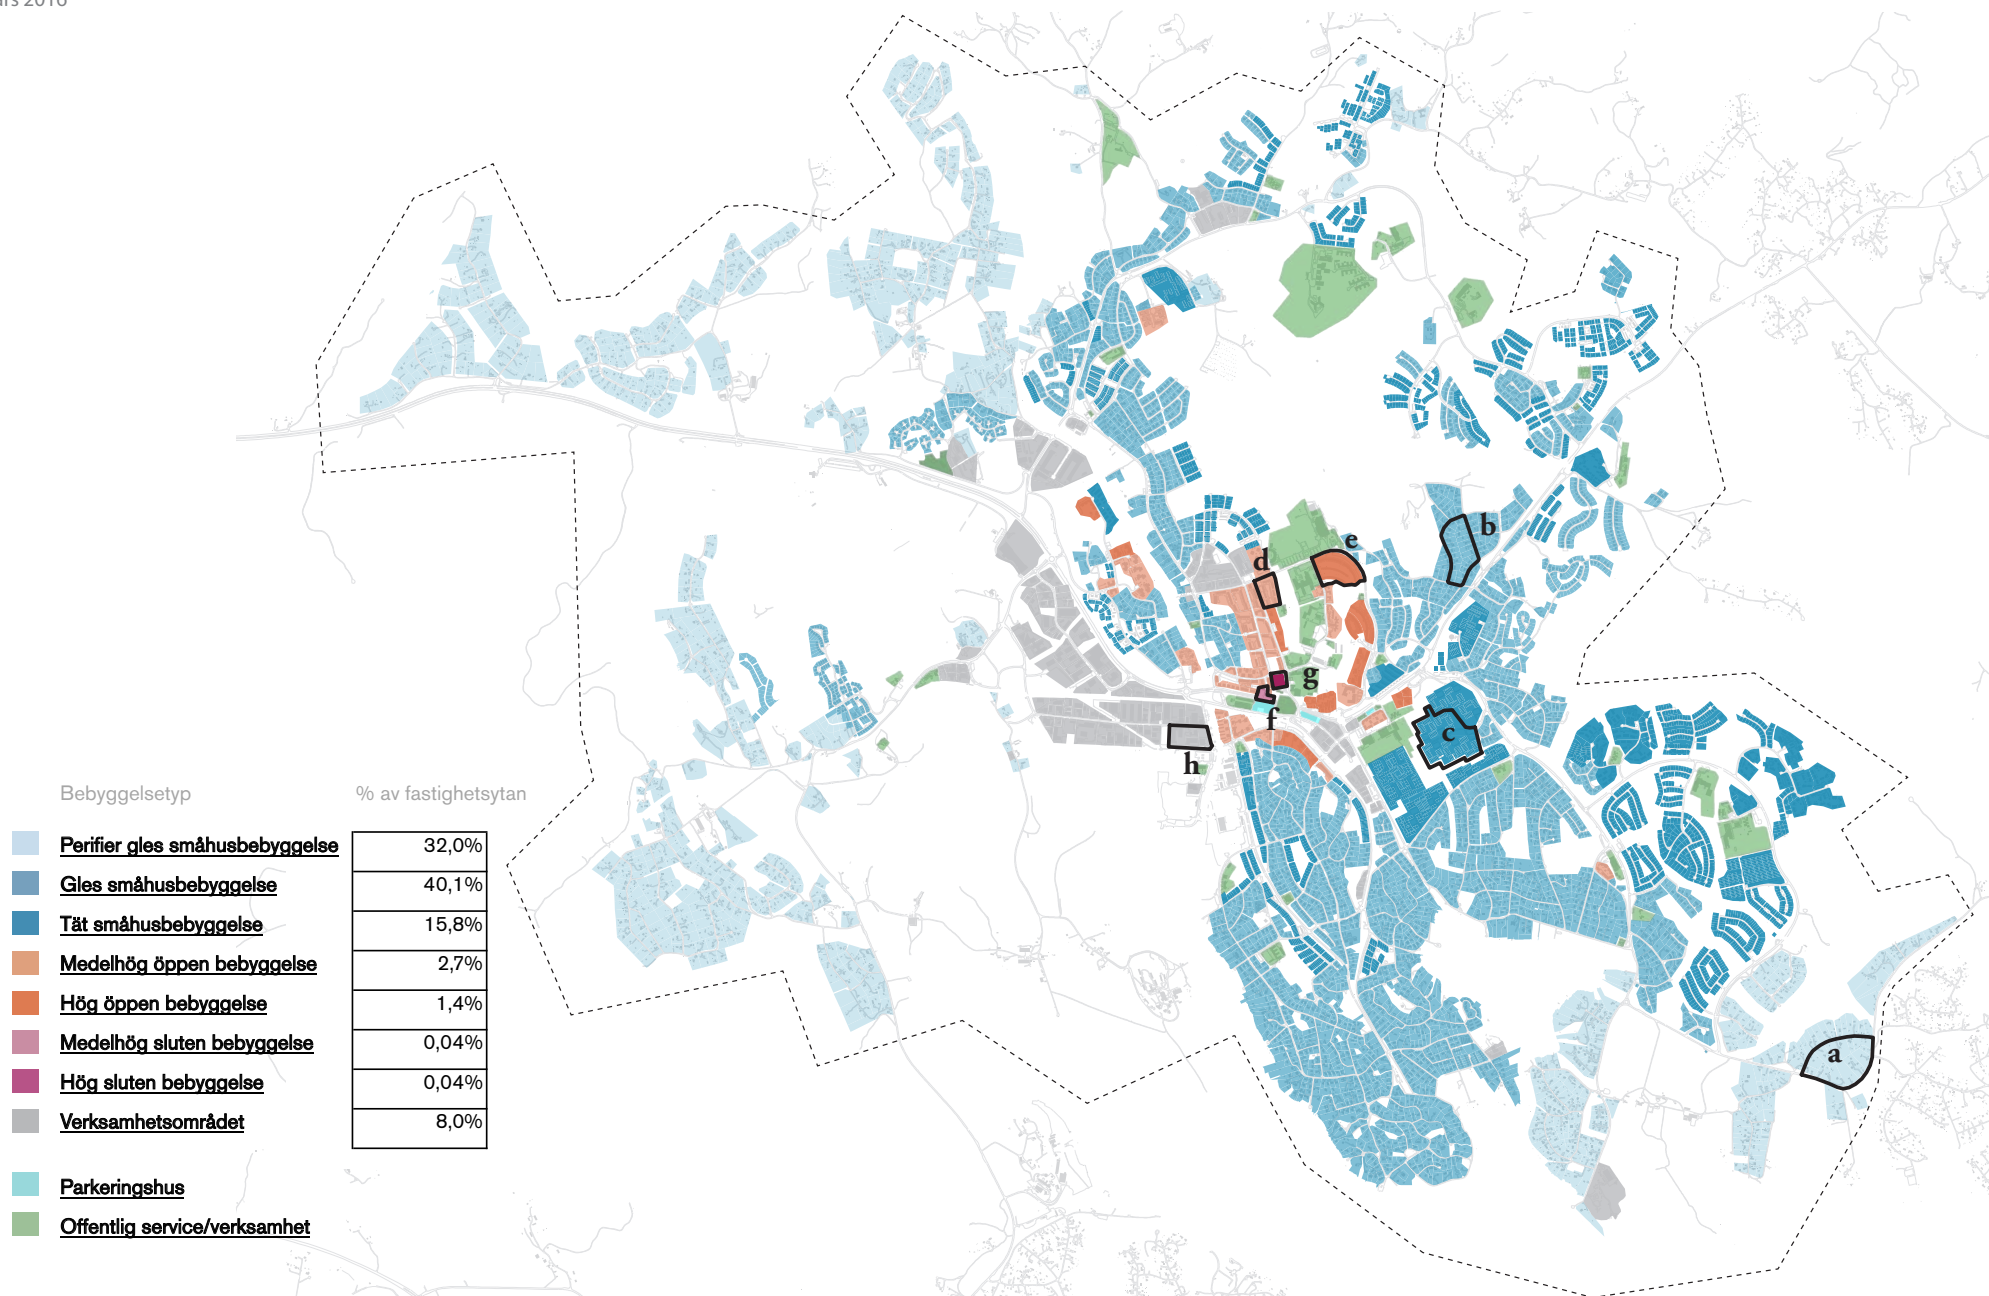 2016
b
e
d
g
f
c
h
a
Bebyggelsetyp % av fastighetsytan
Perifier gles småhusbebyggelse 32,0%
Gles småhusbebyggelse 40,1%
Tät småhusbebyggelse 15,8%
Medelhög öppen bebyggelse 2,7%
Hög öppen bebyggelse 1,4%
Medelhög sluten bebyggelse 0,04%
Hög sluten bebyggelse 0,04%
Verksamhetsområdet 8,0%
Parkeringshus
Offentlig service/verksamhet